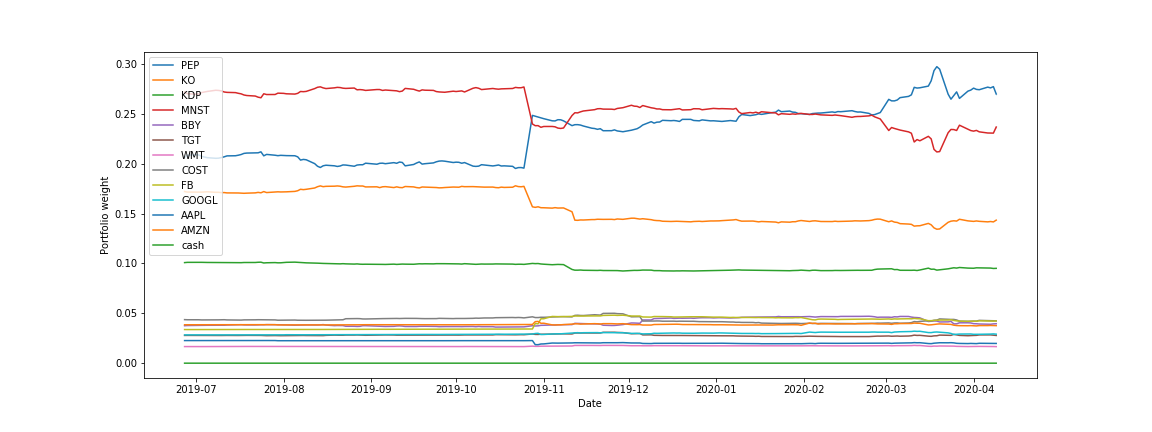 0.30
0.25
0.20
0.15
0.10
0.05
0.00
Portfolio weight
PEP
KO
KDP
MNST
BBY
TGT
WMT
COST
FB
GOOGL
AAPL
AMZN
cash
2019-07 2019-08 2019-09 2019-10 2019-11 2019-12 2020-01 2020-02 2020-03 2020-04
Date